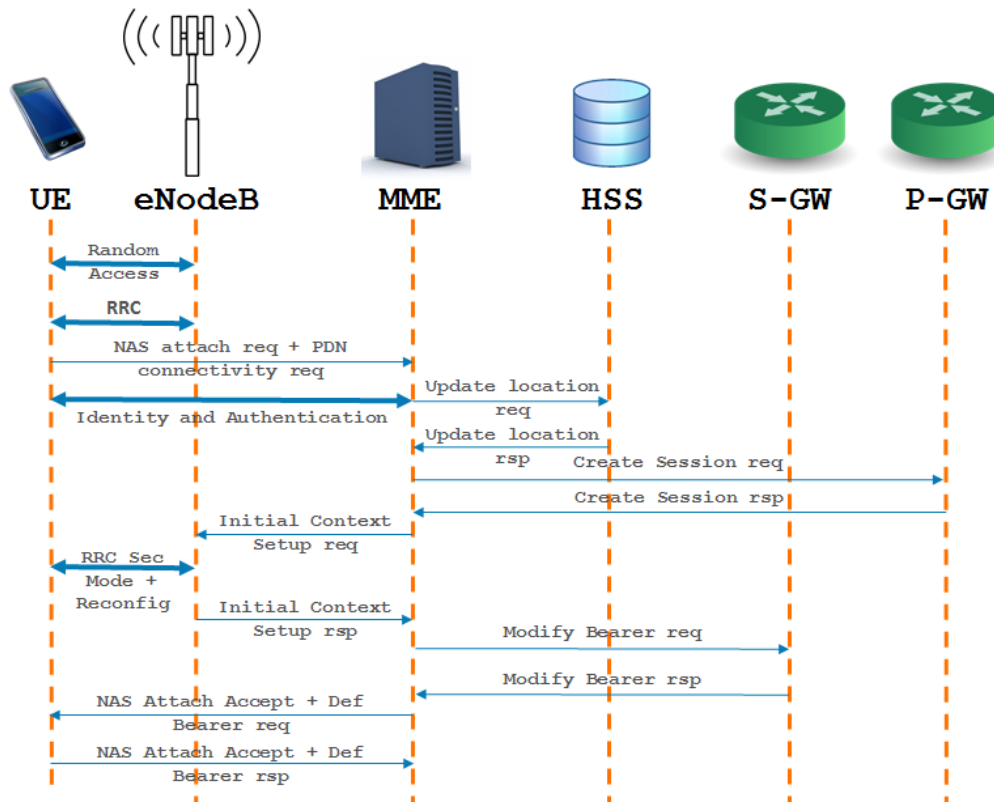 UE
eNodeB
MME
HSS
S-GW
P-GW
Random
Access
RRC
NAS attach req + PDN
connectivity req
Identity and Authentication
Update location
req
Update location
rsp
Create Session req
Create Session rsp
Initial Context
Setup req
RRC Sec
Mode +
Reconfig
Initial Context
Setup rsp
Modify Bearer req
Modify Bearer rsp
NAS Attach Accept + Def
Bearer req
NAS Attach Accept + Def
Bearer rsp